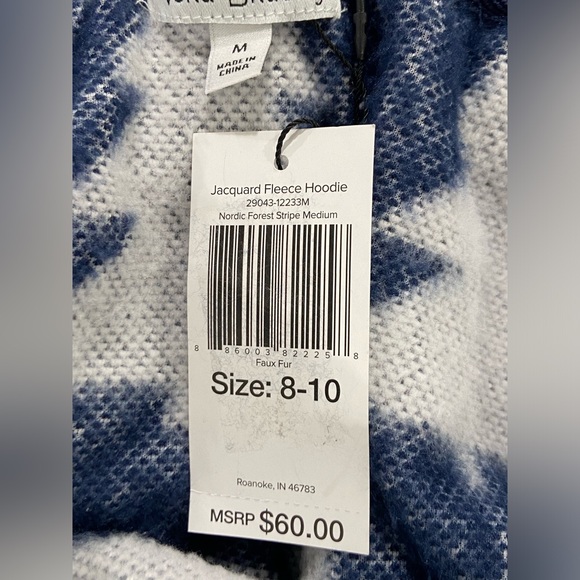 M
MADE IN
CHINA
Jacquard Fleece Hoodie
29043-12233M
Nordic Forest Stripe Medium
8 86003 82225 8
Faux Fur
Size: 8-10
Roanoke, IN 46783
MSRP $60.00